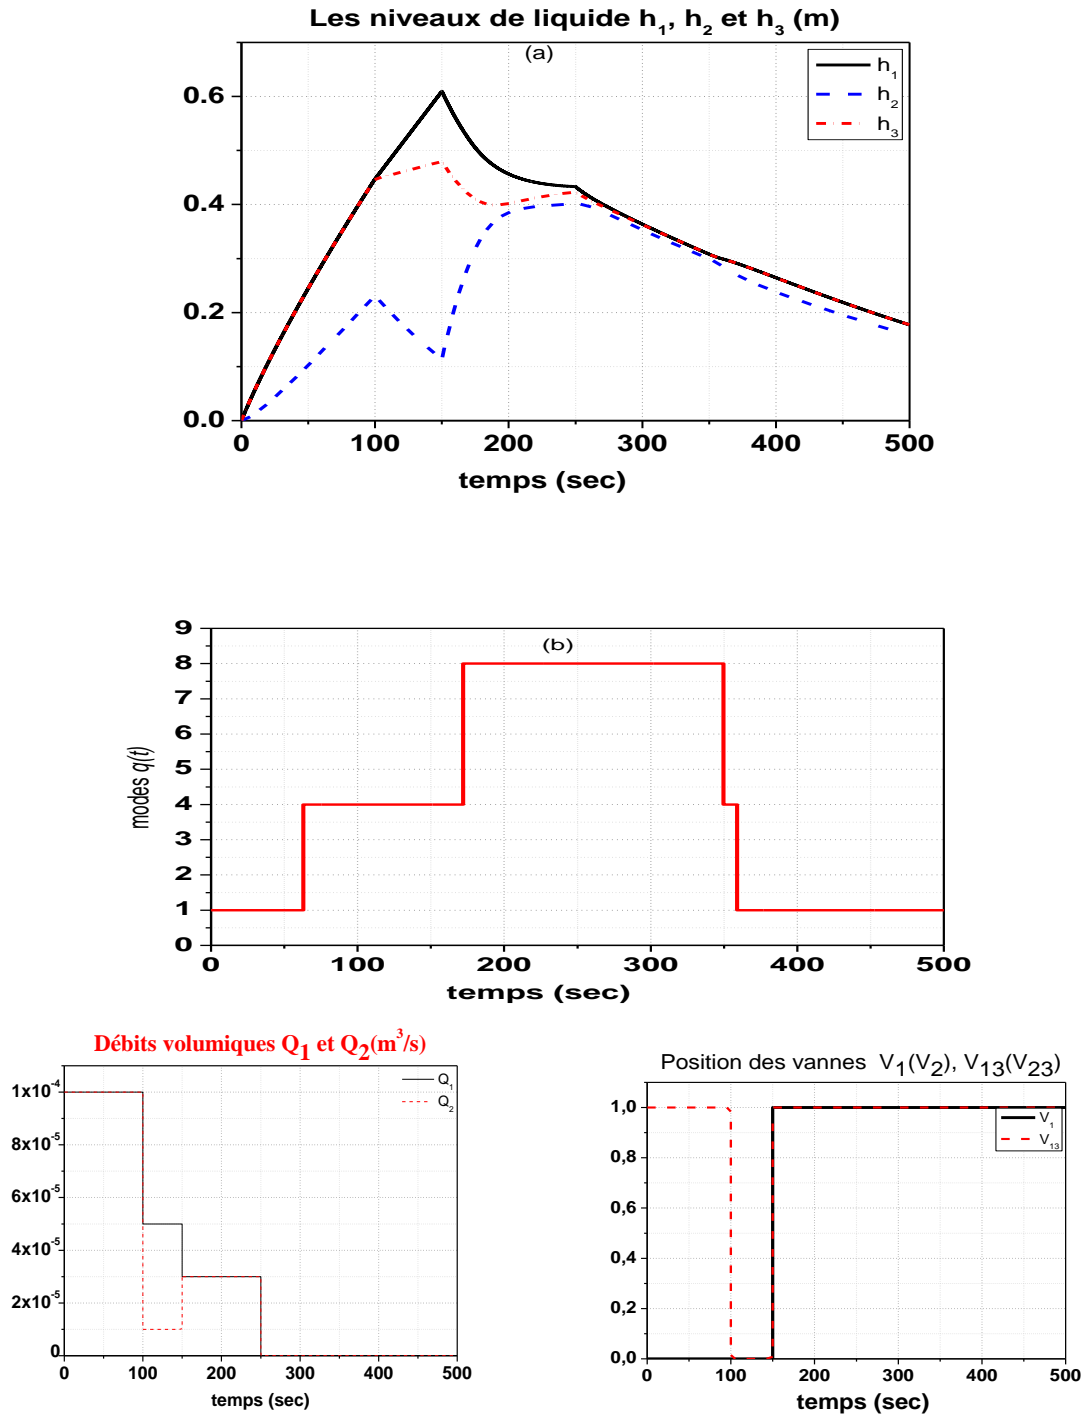 Les niveaux de liquide h1, h2 et h3 (m)
(a)
h1
h2
h3
0.6
0.4
0.2
0.0
0 100 200 300 400 500
temps (sec)
(b)
9
8
7
6
5
4
3
2
1
0
modes q(t)
0 100 200 300 400 500
temps (sec)
Débits volumiques Q1 et Q2(m³/s)
Q1
Q2
1x10⁻⁴
8x10⁻⁵
6x10⁻⁵
4x10⁻⁵
2x10⁻⁵
0
0 100 200 300 400 500
temps (sec)
Position des vannes V1(V2), V13(V23)
V1
V13
1,0
0,8
0,6
0,4
0,2
0,0
0 100 200 300 400 500
temps (sec)